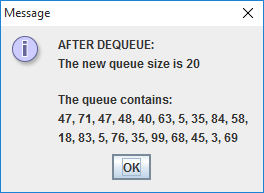 Message
AFTER DEQUEUE:
The new queue size is 20
The queue contains:
47, 71, 47, 48, 40, 63, 5, 35, 84, 58,
18, 83, 5, 76, 35, 99, 68, 45, 3, 69
OK